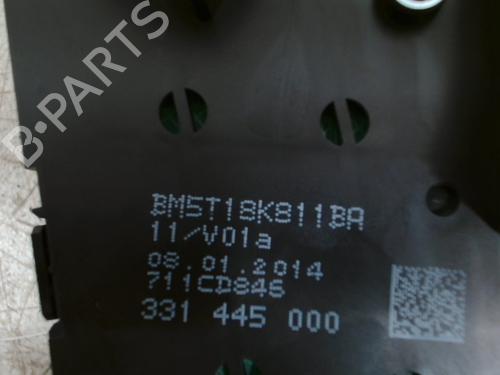 B-PARTS
BM5T18K811BA
11/V01a
08.01.2014
711CD846
331 445 000